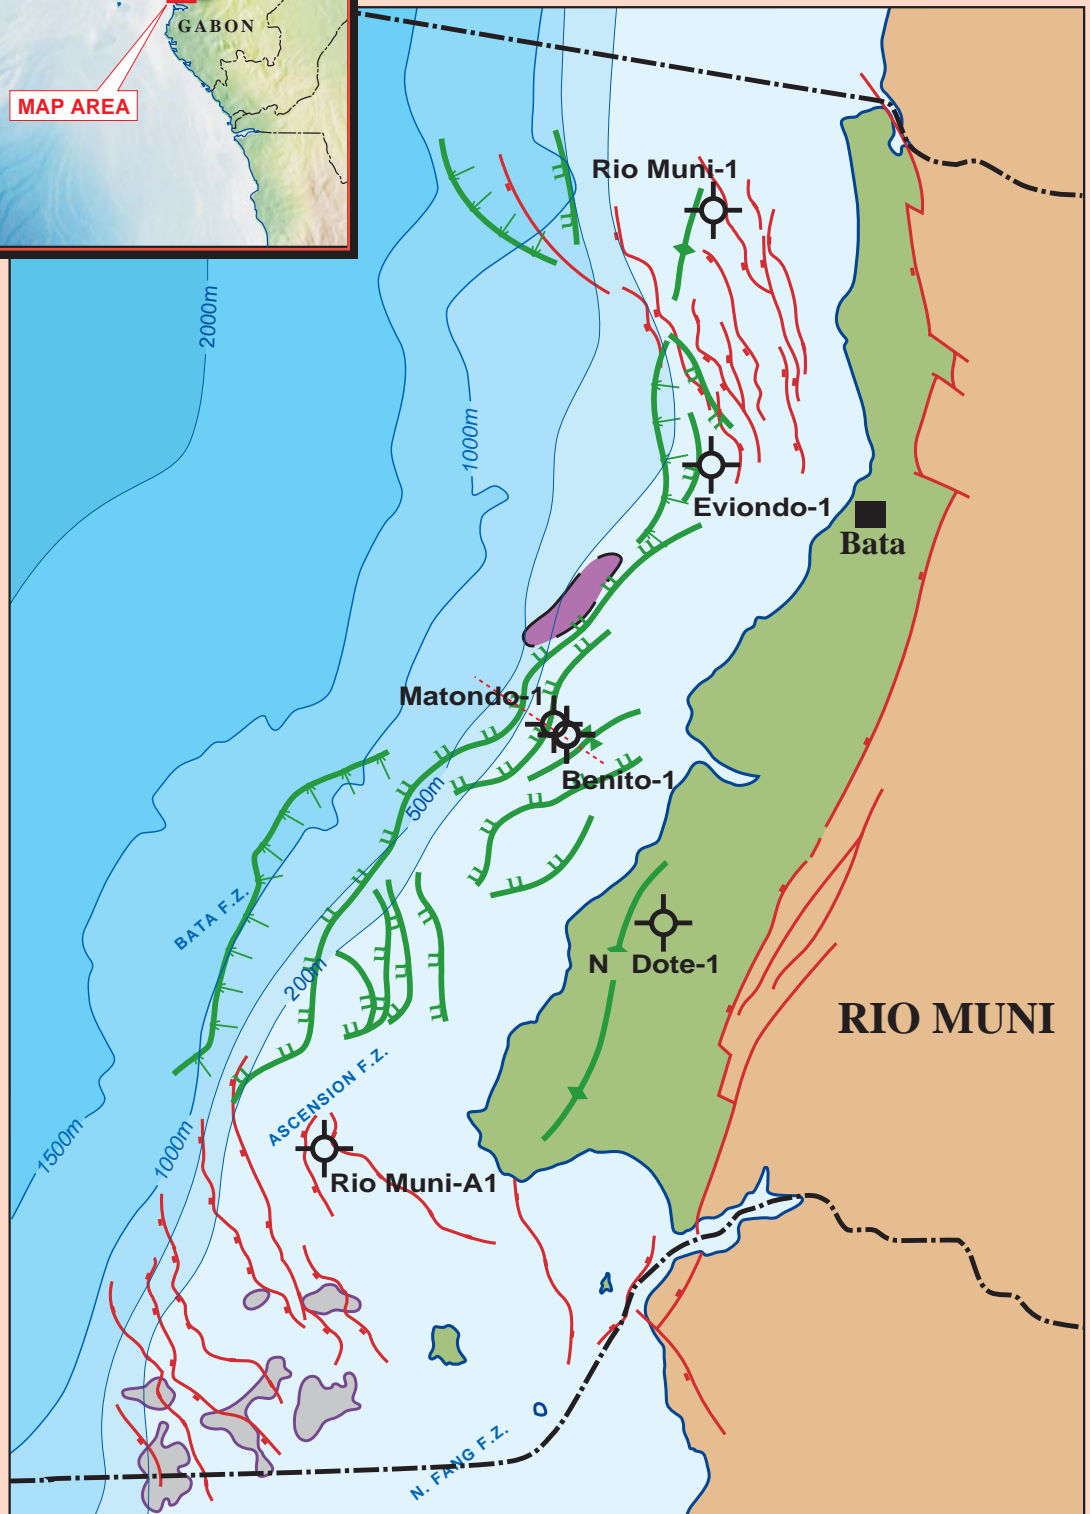 GABON
MAP AREA
Rio Muni-1
2000m
1000m
Eviondo-1
Bata
Matondo-1
Benito-1
500m
BATA F.Z.
N Dote-1
200m
RIO MUNI
ASCENSION F.Z.
1500m
1000m
Rio Muni-A1
N. FANG F.Z.